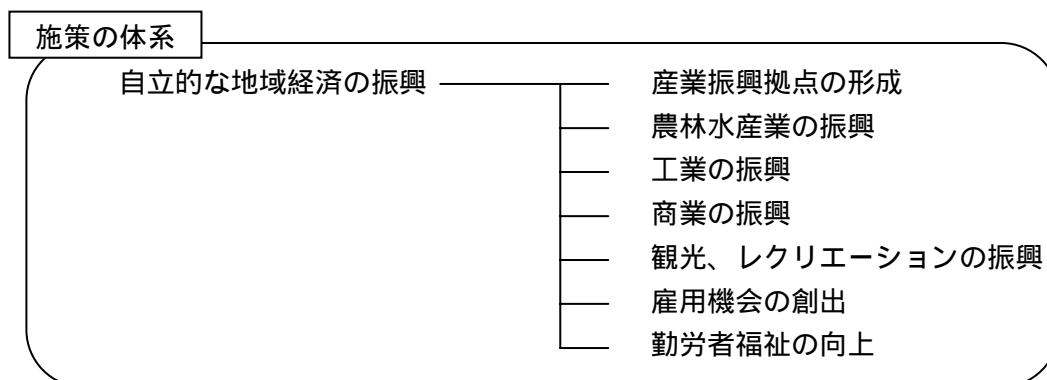 施策の体系
自立的な地域経済の振興 産業振興拠点の形成
農林水産業の振興
工業の振興
商業の振興
観光、レクリエーションの振興
雇用機会の創出
勤労者福祉の向上